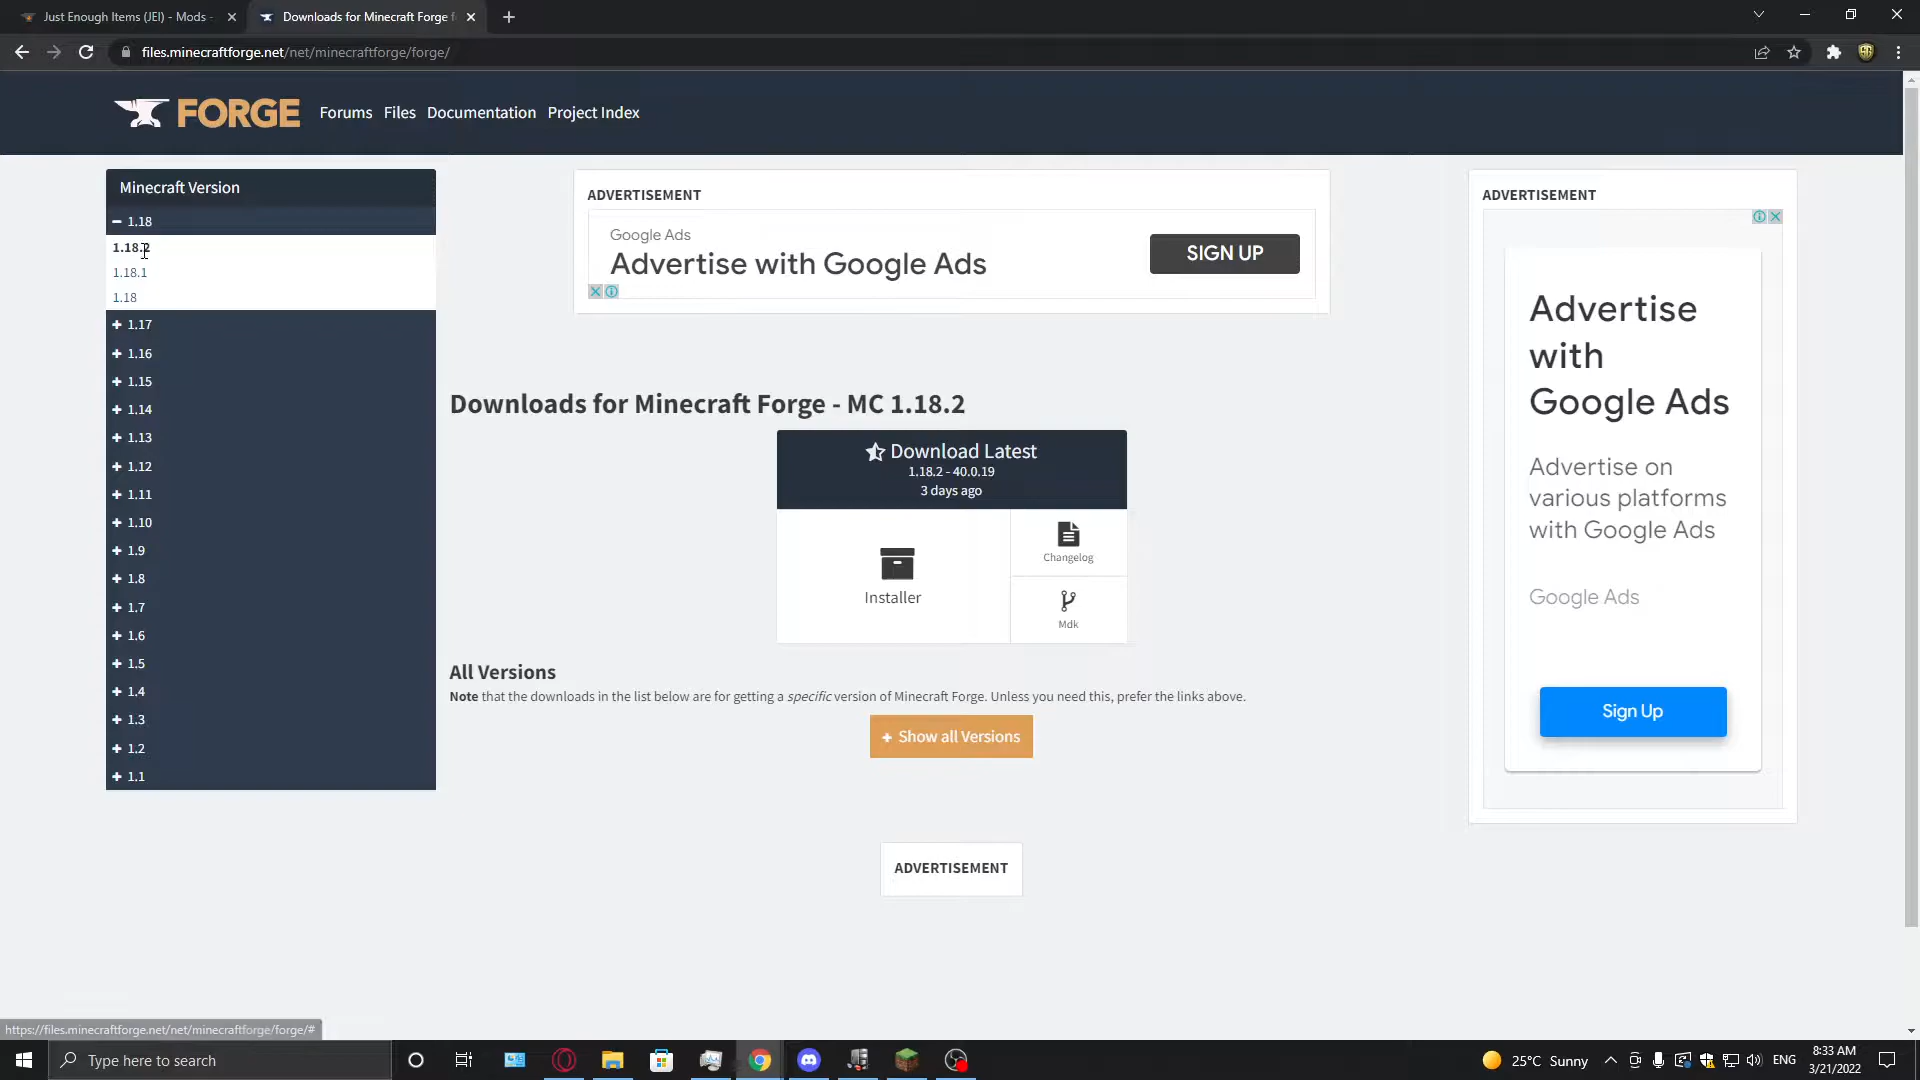 Just Enough Items (JEI) - Mods -
Downloads for Minecraft Forge f
files.minecraftforge.net/net/minecraftforge/forge/
FORGE
Forums Files Documentation Project Index
Minecraft Version
1.18
1.18.2
1.18.1
1.18
1.17
1.16
1.15
1.14
1.13
1.12
1.11
1.10
1.9
1.8
1.7
1.6
1.5
1.4
1.3
1.2
1.1
ADVERTISEMENT
Google Ads
Advertise with Google Ads
SIGN UP
Downloads for Minecraft Forge - MC 1.18.2
Download Latest
1.18.2 - 40.0.19
3 days ago
Installer
Changelog
Mdk
All Versions
Note that the downloads in the list below are for getting a specific version of Minecraft Forge. Unless you need this, prefer the links above.
+ Show all Versions
ADVERTISEMENT
ADVERTISEMENT
Advertise
with
Google Ads
Advertise on
various platforms
with Google Ads
Google Ads
Sign Up
https://files.minecraftforge.net/net/minecraftforge/forge/#
Type here to search
25°C Sunny
ENG
8:33 AM
3/21/2022